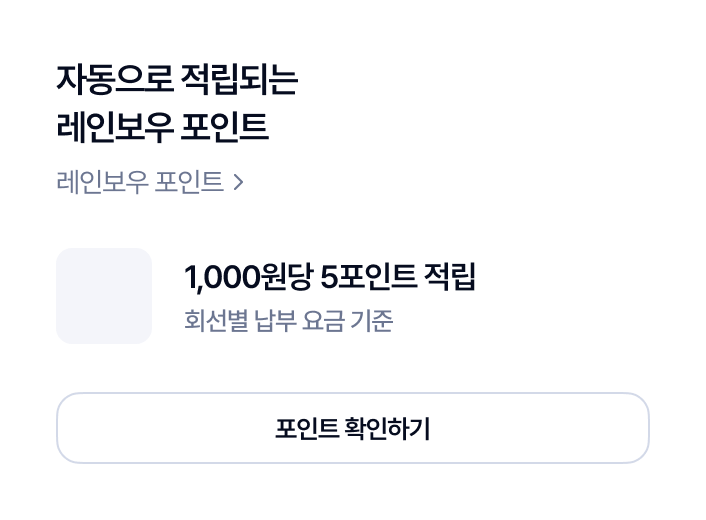 자동으로 적립되는
레인보우 포인트
레인보우 포인트 >
1,000원당 5포인트 적립
회선별 납부 요금 기준
포인트 확인하기